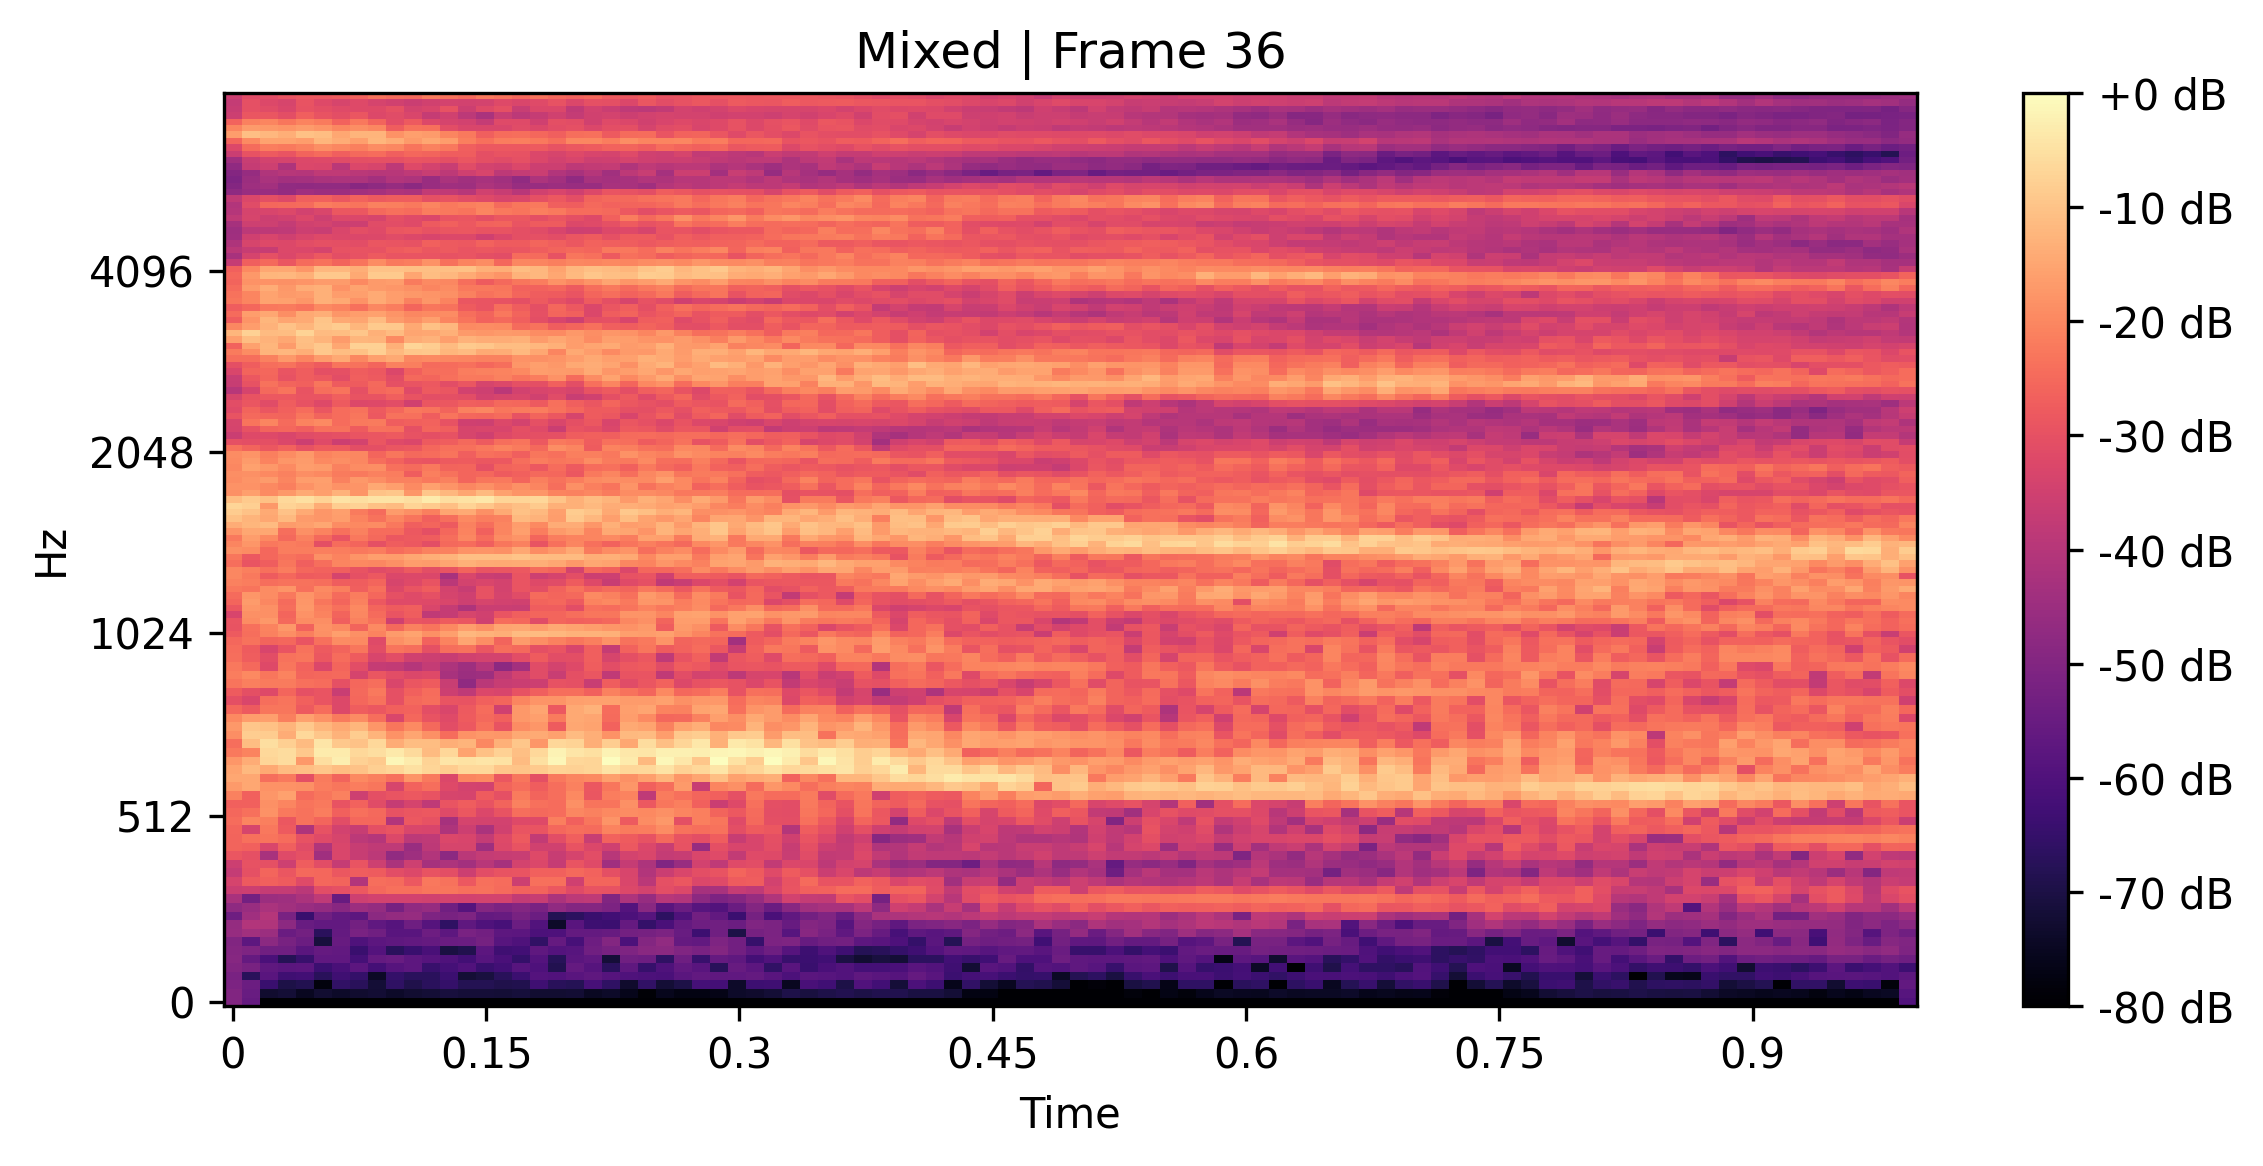 Mixed | Frame 36
+0 dB
-10 dB
-20 dB
-30 dB
-40 dB
-50 dB
-60 dB
-70 dB
-80 dB
Hz
4096
2048
1024
512
0
0 0.15 0.3 0.45 0.6 0.75 0.9
Time